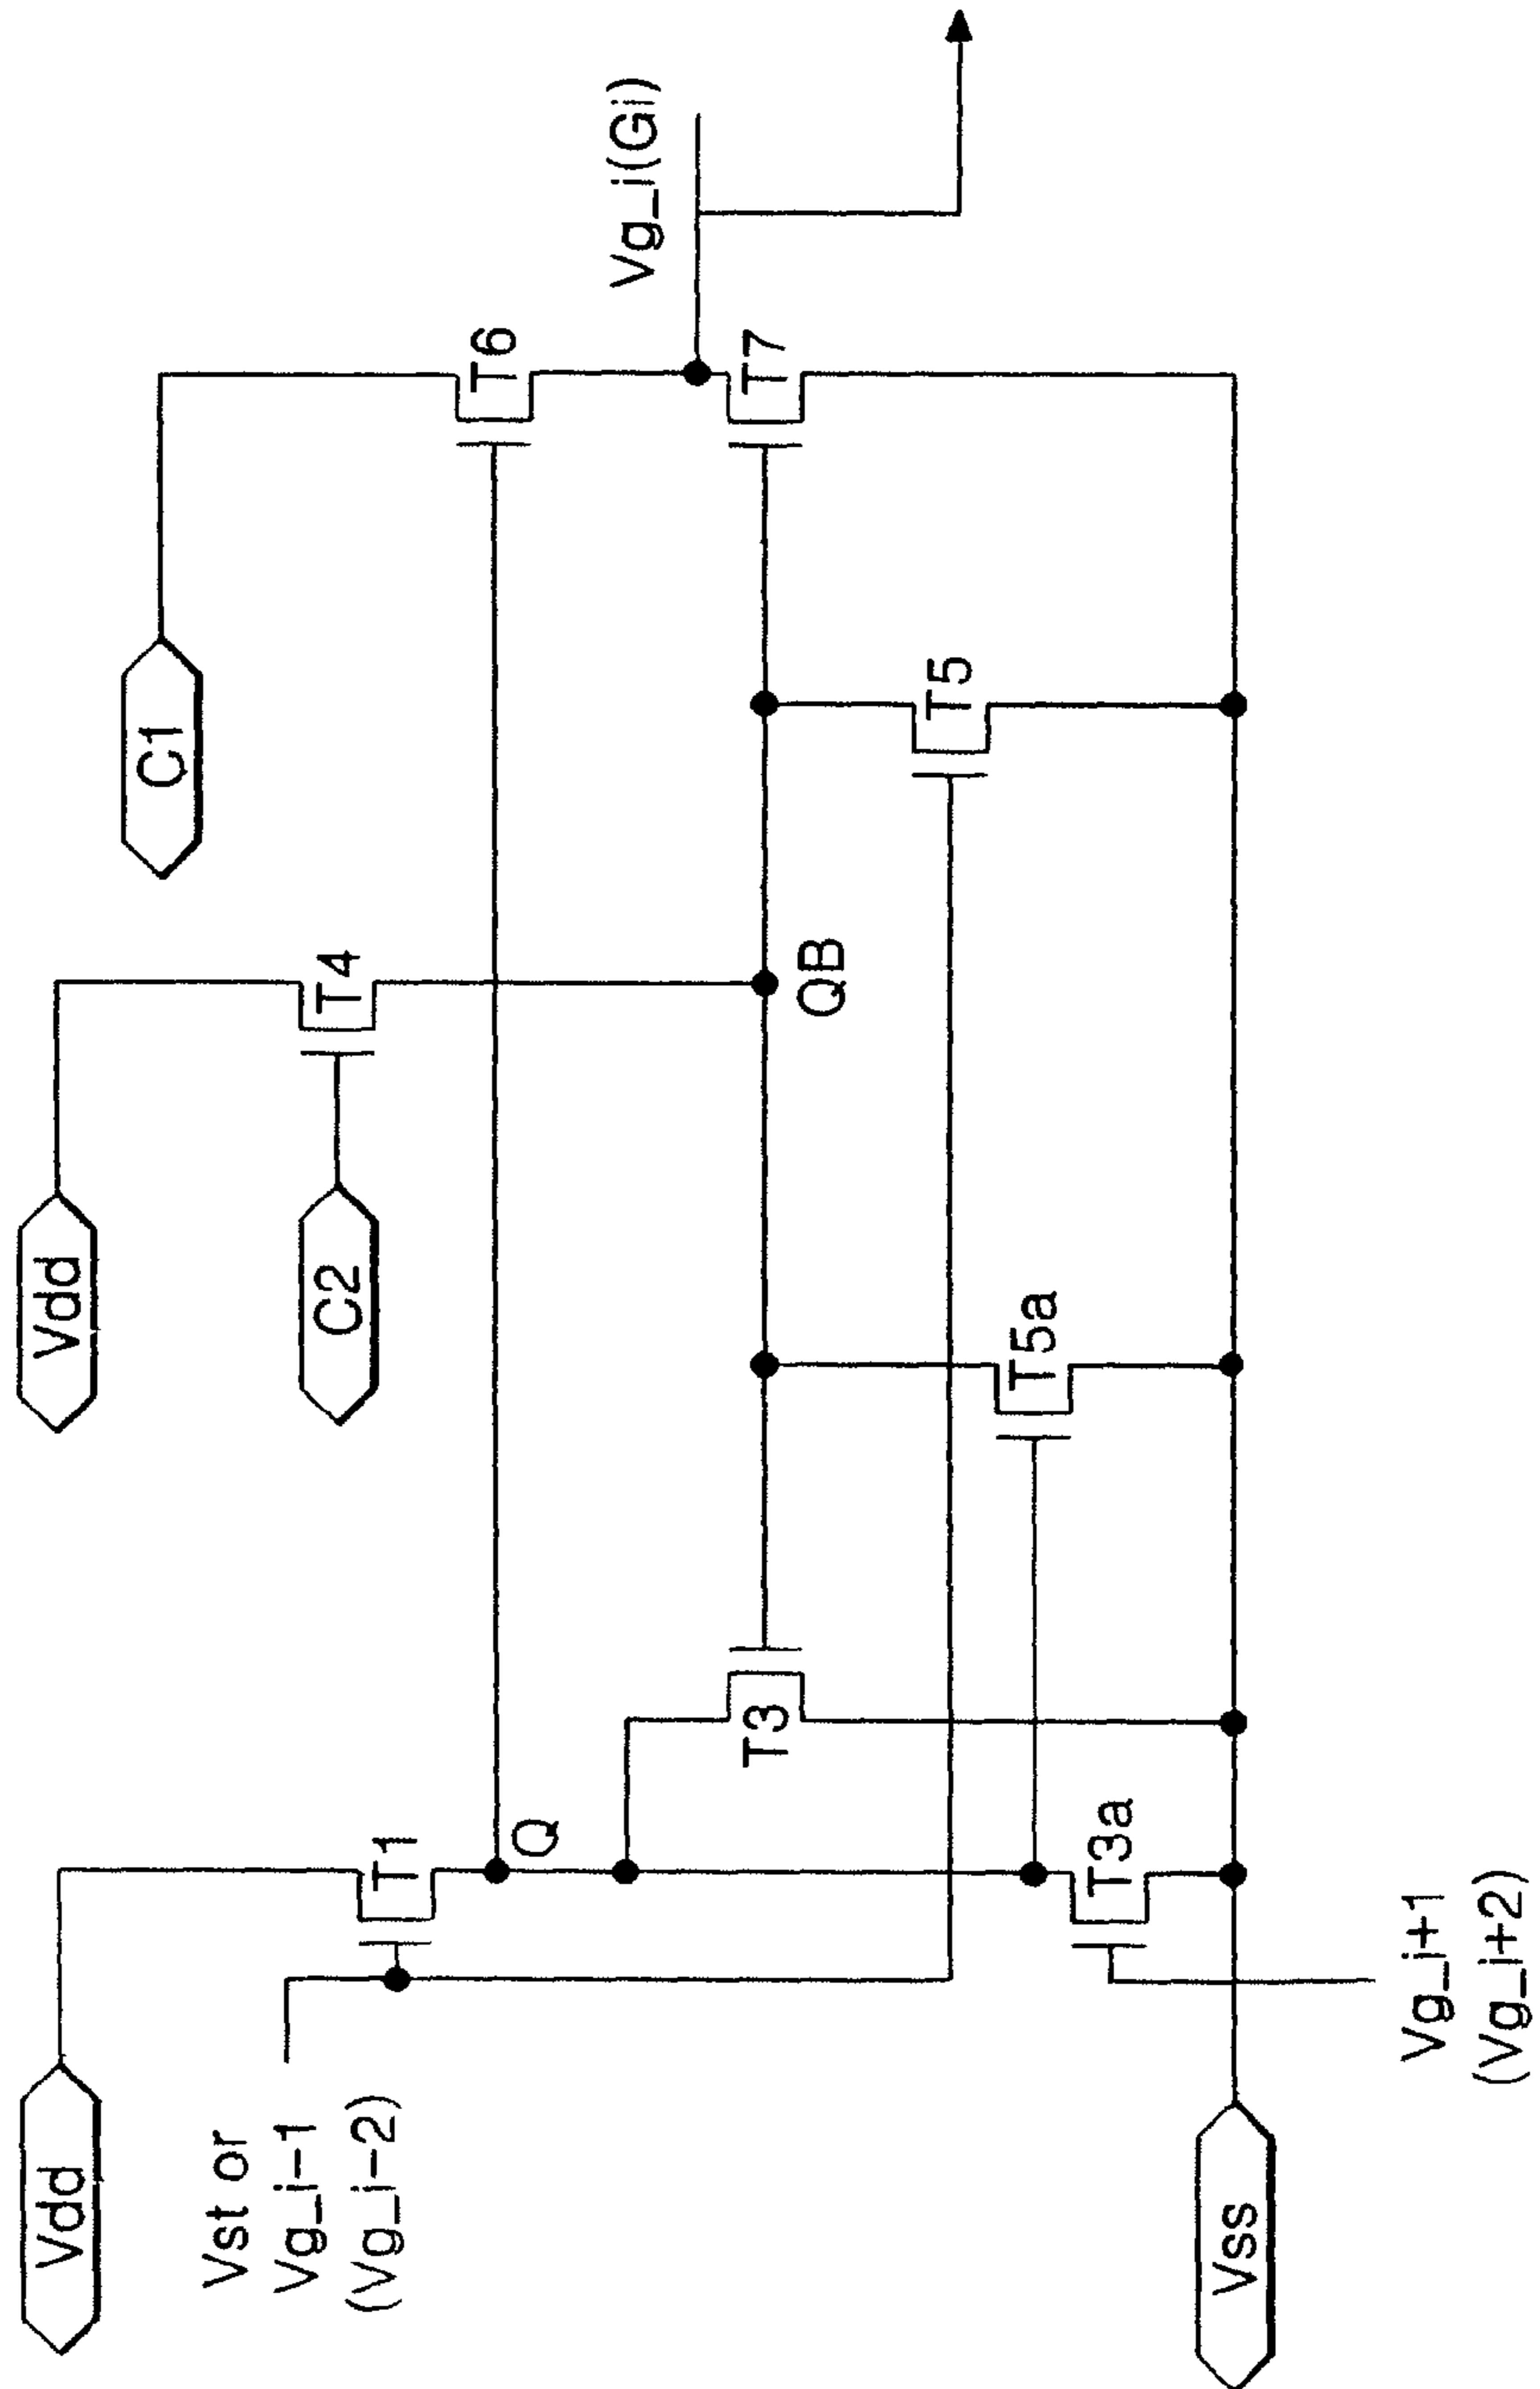 Vdd
Vst or
Vg_i-1
(Vg_i-2)
T1
Q
Vdd
C2
T4
C1
T6
Vg_i(Gi)
T7
QB
T5
T5a
T3
T3a
Vss
Vg_i+1
(Vg_i+2)